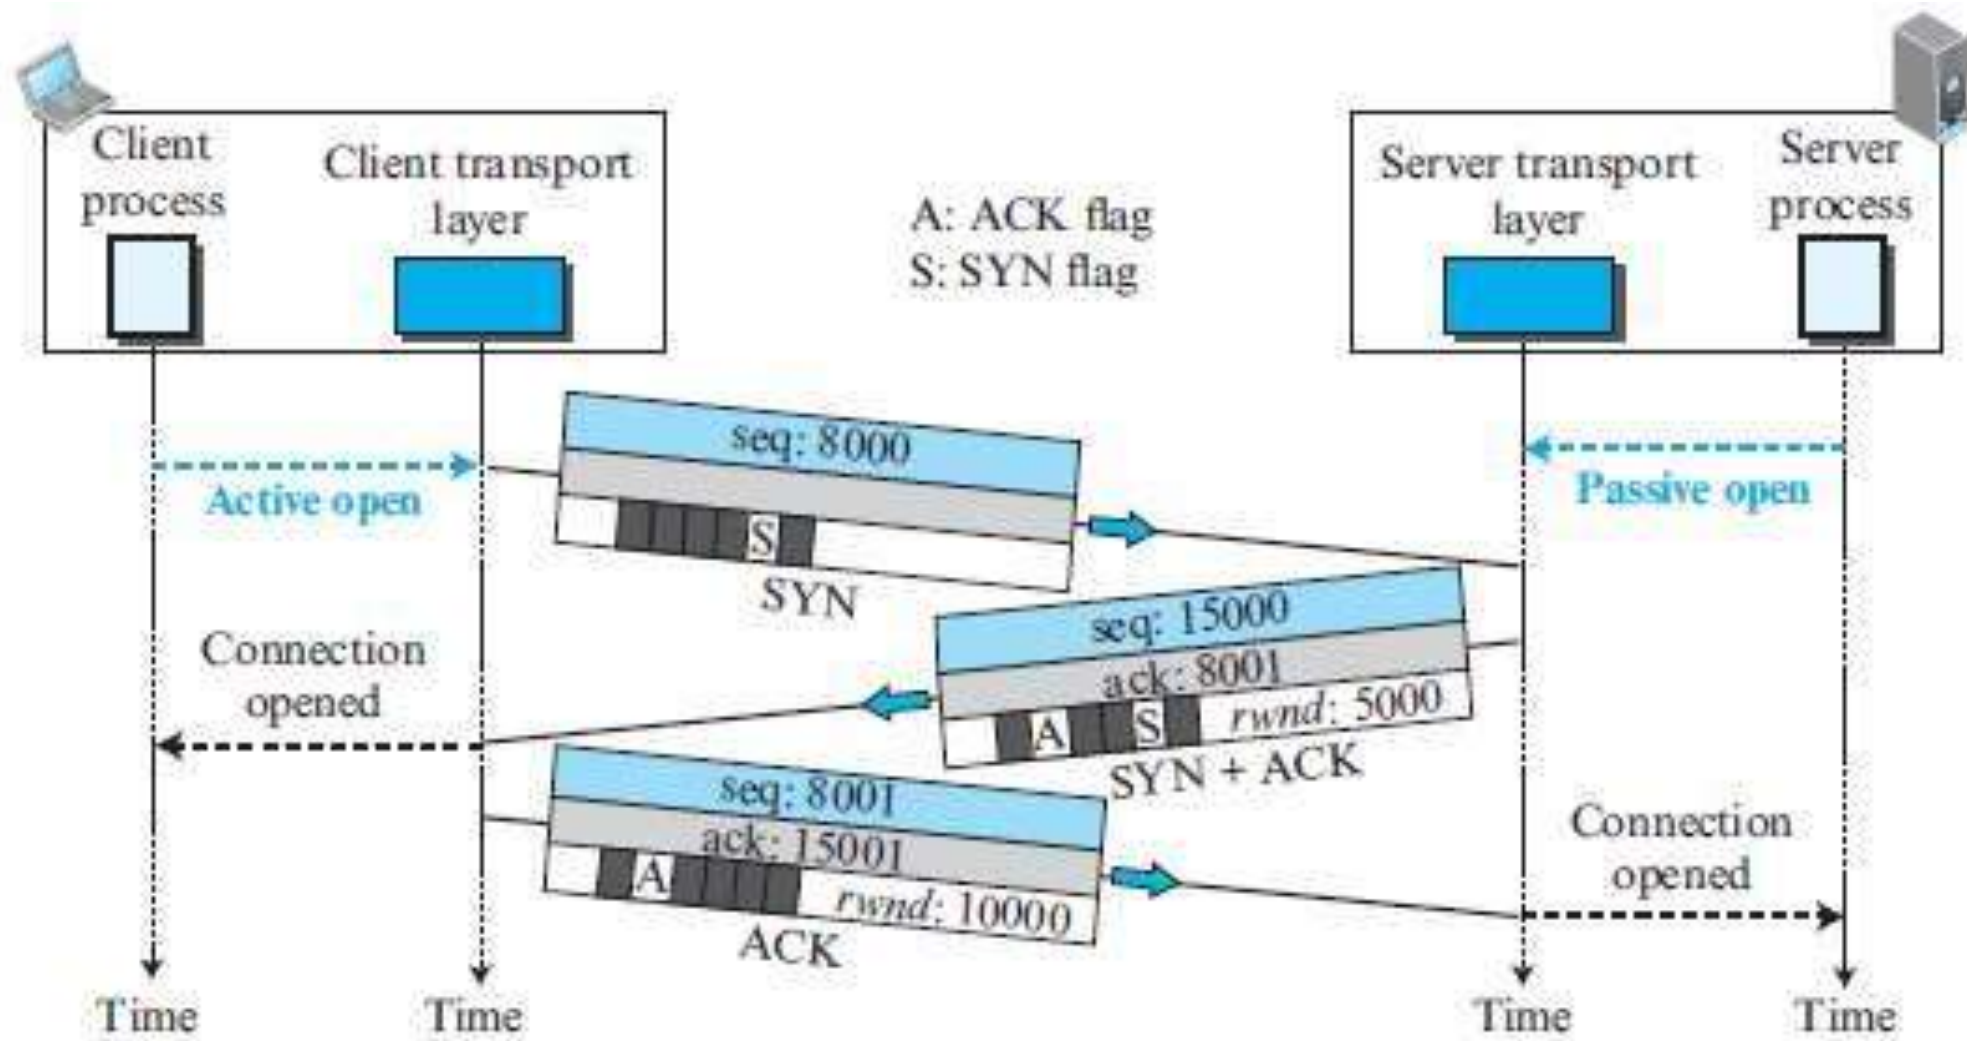 Client
process
Client transport
layer
A: ACK flag
S: SYN flag
Server transport
layer
Server
process
Active open
seq: 8000
S
SYN
Passive open
seq: 15000
ack: 8001
A S rwnd: 5000
SYN + ACK
Connection
opened
seq: 8001
ack: 15001
A rwnd: 10000
ACK
Connection
opened
Time
Time
Time
Time